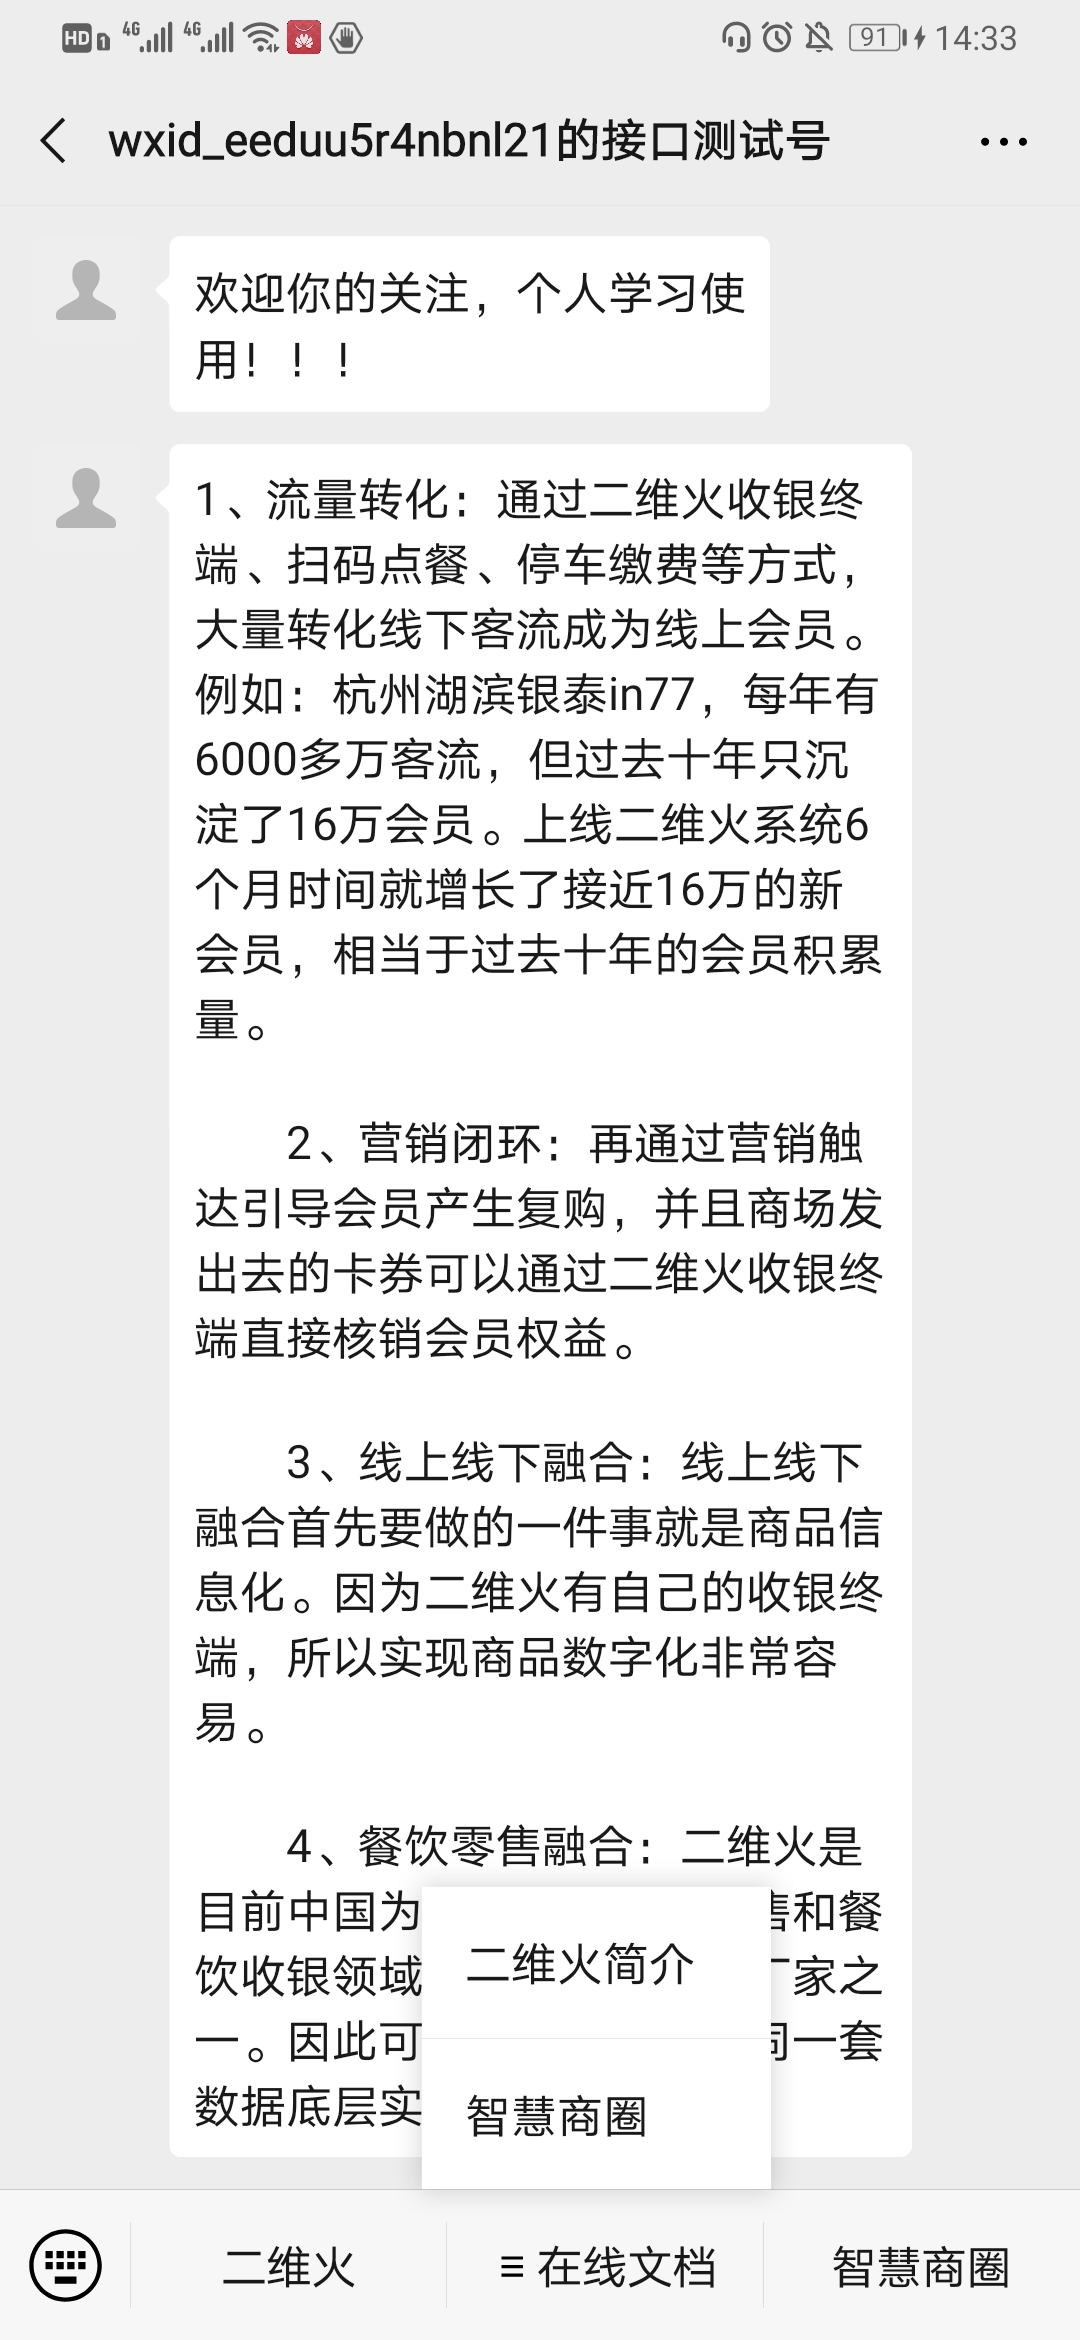 HD 1 4G 4G 91 14:33
wxid_eeduu5r4nbnl21的接口测试号
欢迎你的关注，个人学习使
用！！！
1、流量转化：通过二维火收银终
端、扫码点餐、停车缴费等方式，
大量转化线下客流成为线上会员。
例如：杭州湖滨银泰in77，每年有
6000多万客流，但过去十年只沉
淀了16万会员。上线二维火系统6
个月时间就增长了接近16万的新
会员，相当于过去十年的会员积累
量。
2、营销闭环：再通过营销触
达引导会员产生复购，并且商场发
出去的卡券可以通过二维火收银终
端直接核销会员权益。
3、线上线下融合：线上线下
融合首先要做的一件事就是商品信
息化。因为二维火有自己的收银终
端，所以实现商品数字化非常容
易。
4、餐饮零售融合：二维火是
目前中国为 和餐
饮收银领域 家之
一。因此可 同一套
数据底层实
二维火简介
智慧商圈
二维火
在线文档
智慧商圈